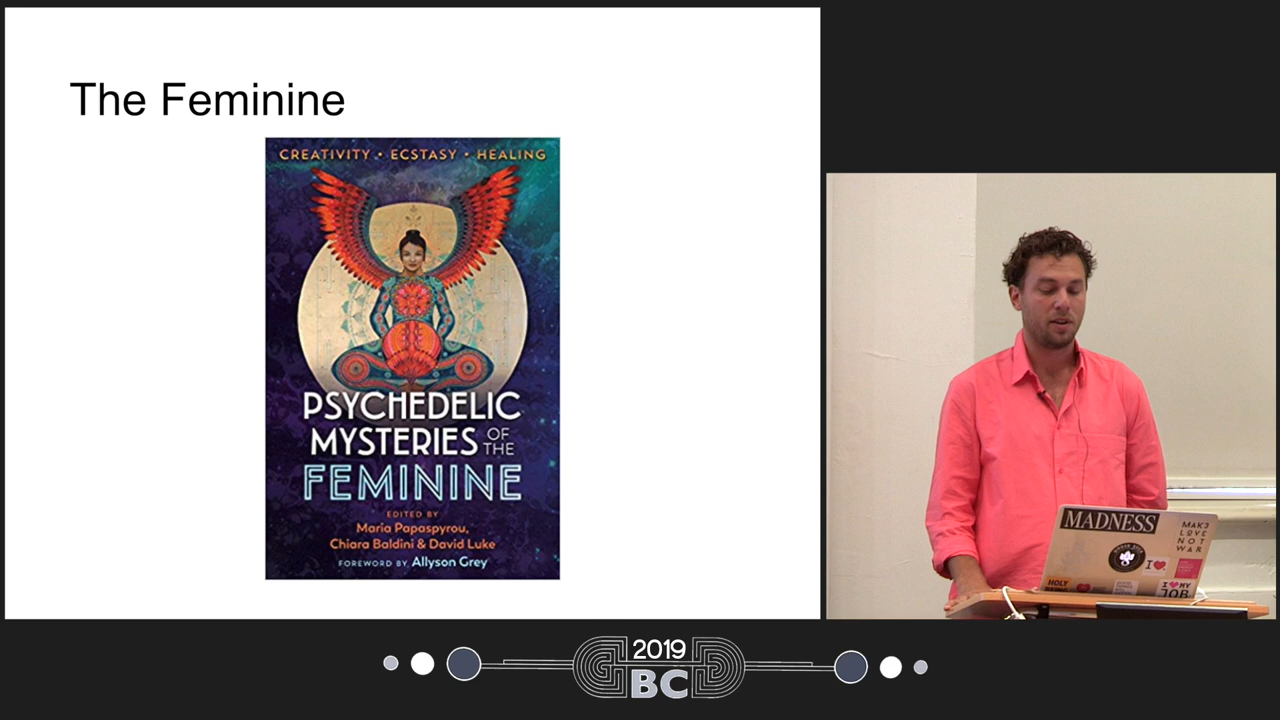 The Feminine
CREATIVITY • ECSTASY • HEALING
PSYCHEDELIC
MYSTERIES OF THE
FEMININE
EDITED BY
Maria Papaspyrou,
Chiara Baldini & David Luke
FOREWORD BY Allyson Grey
MADNESS
MAK3
LOVE
NOT
WAR
I
HOLY
I MY
JOB
2019
BC